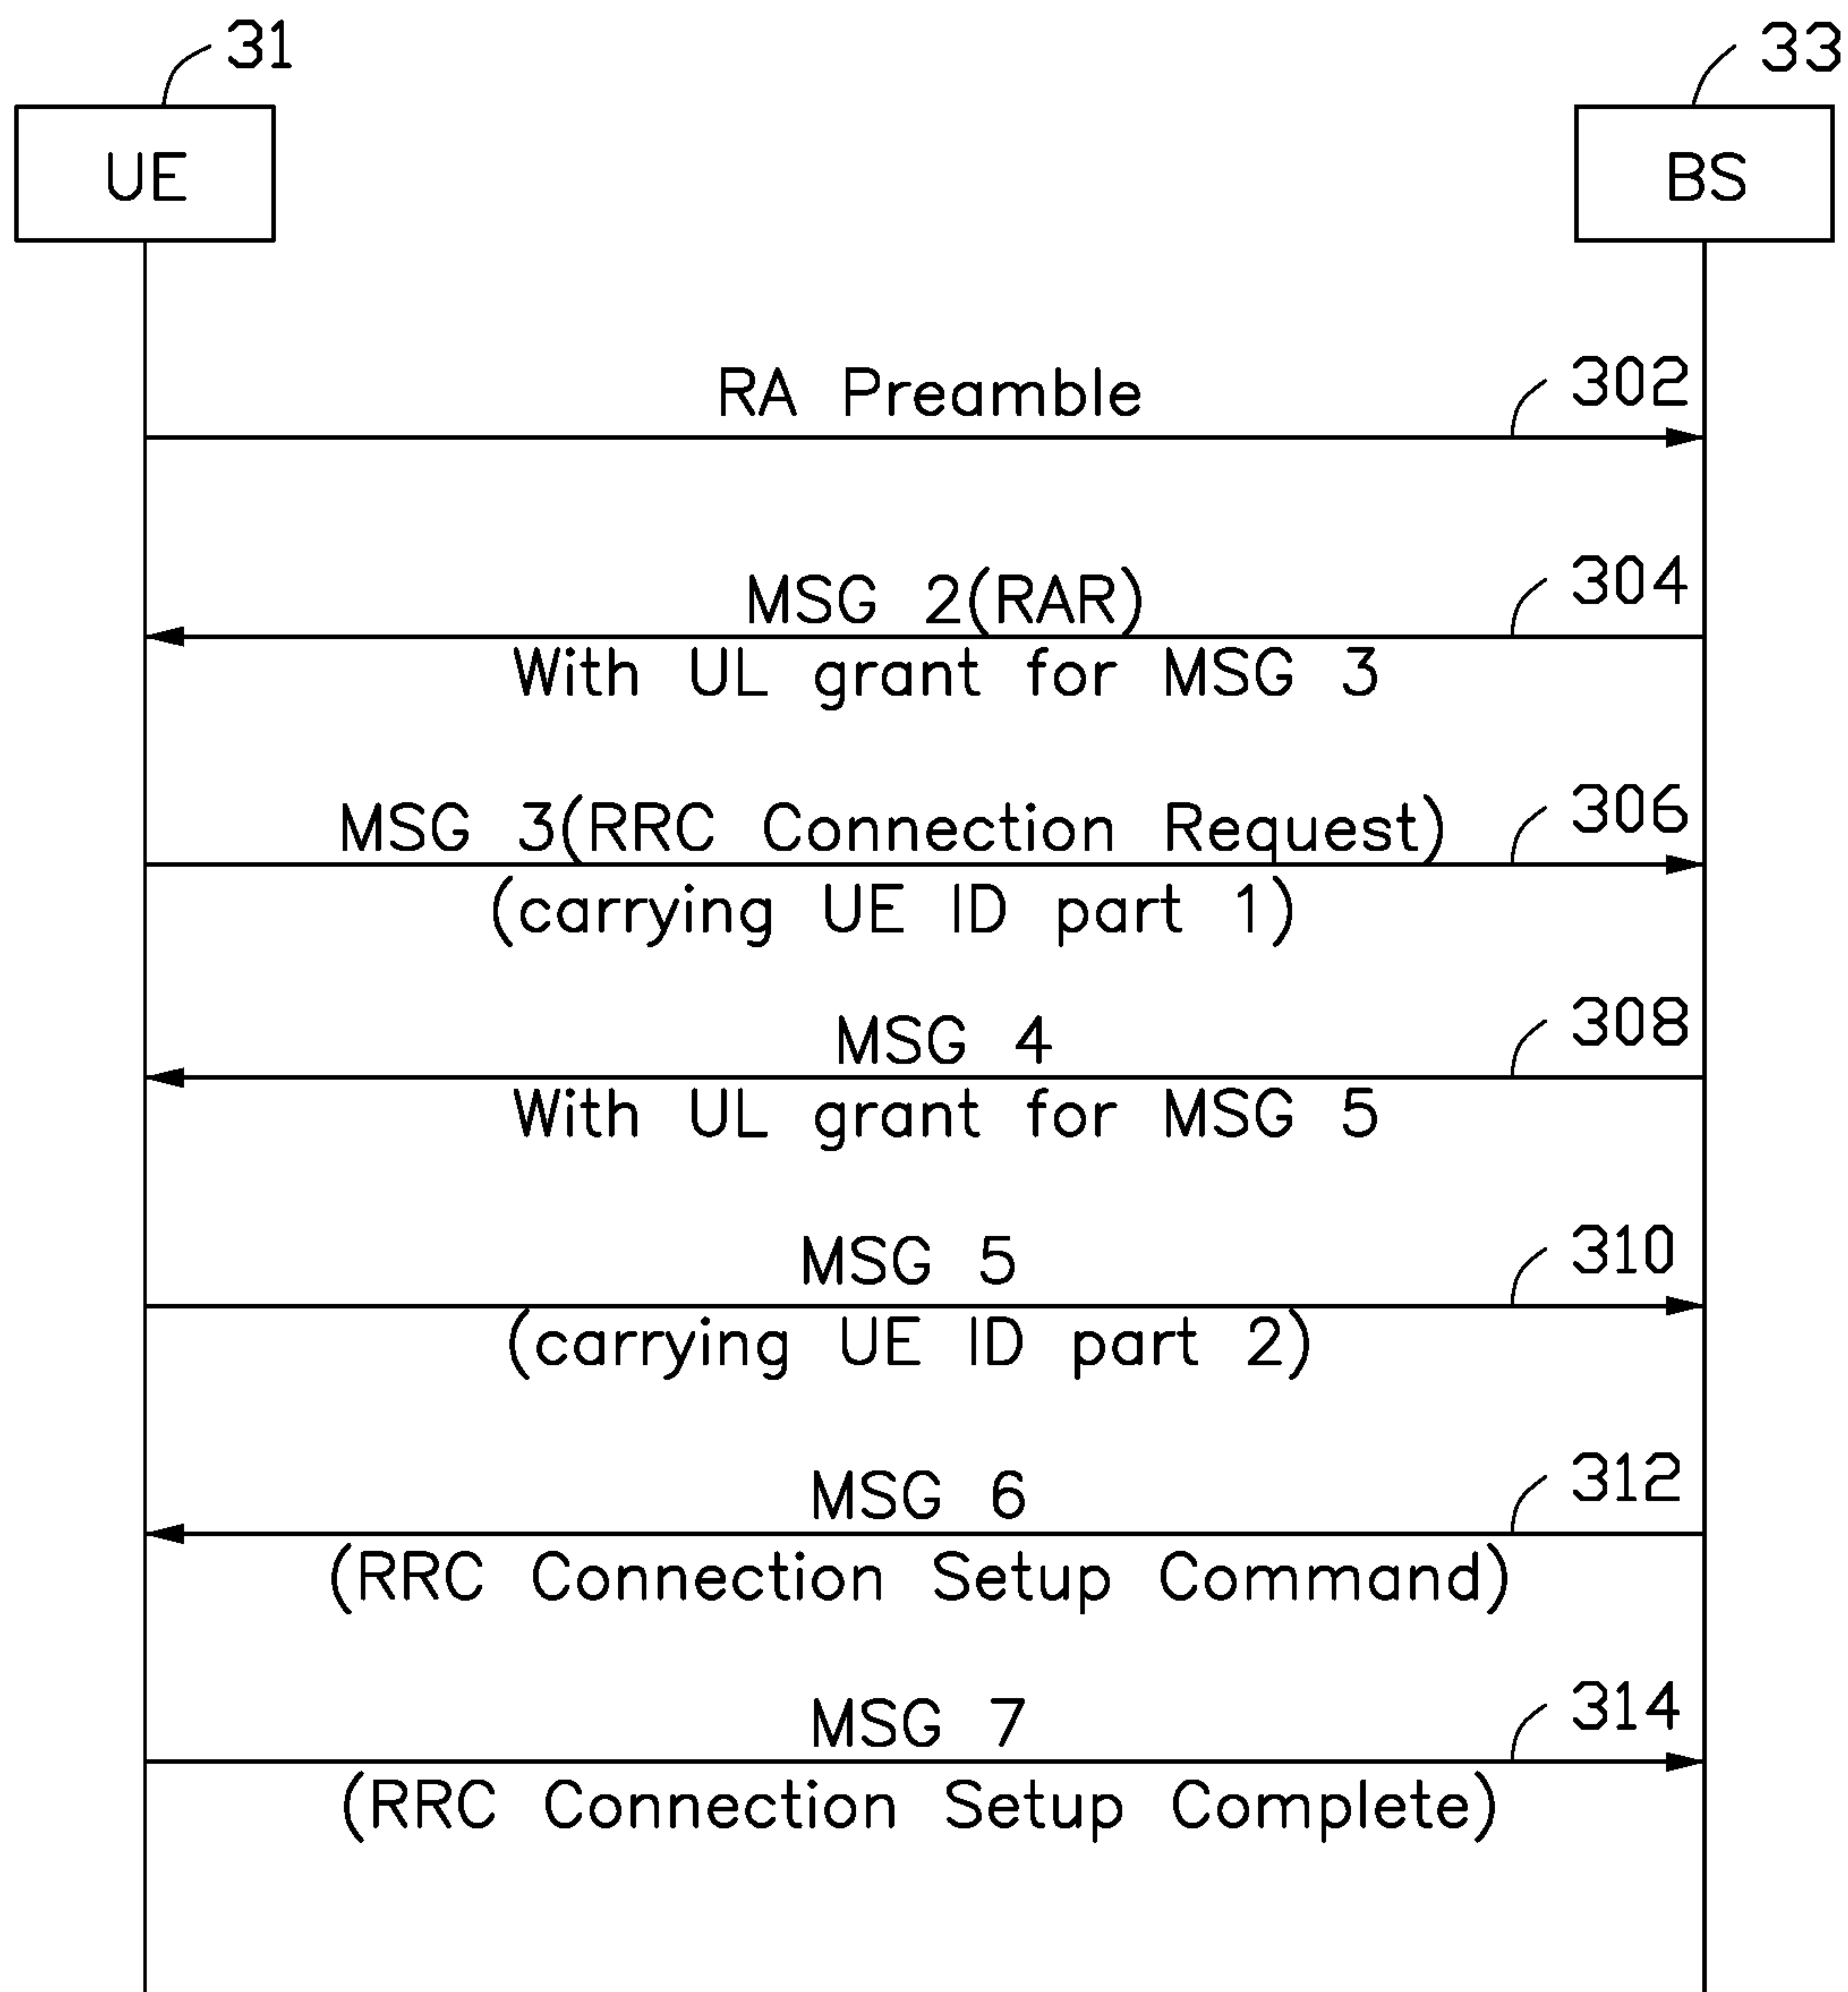 31
33
UE
BS
RA Preamble
302
MSG 2(RAR)
304
With UL grant for MSG 3
MSG 3(RRC Connection Request)
306
(carrying UE ID part 1)
MSG 4
308
With UL grant for MSG 5
MSG 5
310
(carrying UE ID part 2)
MSG 6
312
(RRC Connection Setup Command)
MSG 7
314
(RRC Connection Setup Complete)